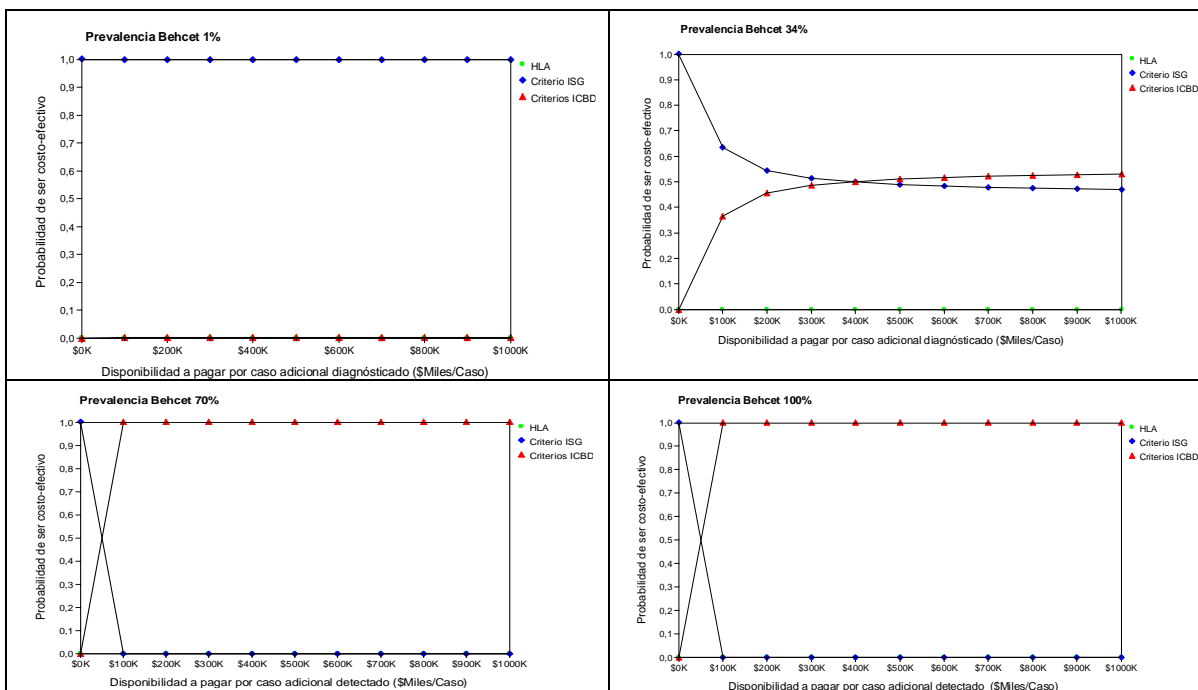 Prevalencia Behcet 1%
1,0
0,9
0,8
0,7
0,6
0,5
0,4
0,3
0,2
0,1
0,0
Probabilidad de ser costo-efectivo
$0K $200K $400K $600K $800K $1000K
Disponibilidad a pagar por caso adicional diagnósticado ($Miles/Caso)
HLA
Criterio ISG
Criterios ICBD
Prevalencia Behcet 34%
1,0
0,9
0,8
0,7
0,6
0,5
0,4
0,3
0,2
0,1
0,0
Probabilidad de ser costo-efectivo
$0K $100K $200K $300K $400K $500K $600K $700K $800K $900K $1000K
Disponibilidad a pagar por caso adicional diagnósticado ($Miles/Caso)
HLA
Criterio ISG
Criterios ICBD
Prevalencia Behcet 70%
1,0
0,9
0,8
0,7
0,6
0,5
0,4
0,3
0,2
0,1
0,0
Probabilidad de ser costo-efectivo
$0K $100K $200K $300K $400K $500K $600K $700K $800K $900K $1000K
Disponibilidad a pagar por caso adicional detectado ($Miles/Caso)
HLA
Criterio ISG
Criterios ICBD
Prevalencia Behcet 100%
1,0
0,9
0,8
0,7
0,6
0,5
0,4
0,3
0,2
0,1
0,0
Probabilidad de ser costo-efectivo
$0K $100K $200K $300K $400K $500K $600K $700K $800K $900K $1000K
Disponibilidad a pagar por caso adicional detectado ($Miles/Caso)
HLA
Criterio ISG
Criterios ICBD